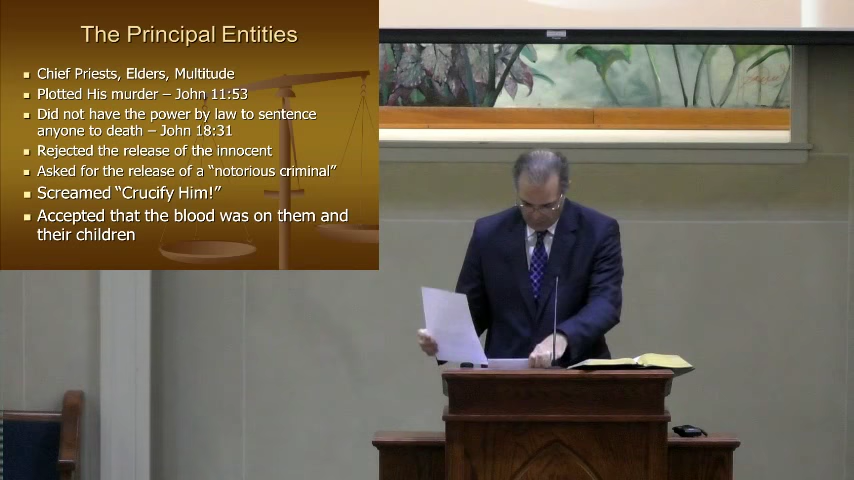 The Principal Entities
Chief Priests, Elders, Multitude
Plotted His murder – John 11:53
Did not have the power by law to sentence
anyone to death – John 18:31
Rejected the release of the innocent
Asked for the release of a “notorious criminal”
Screamed “Crucify Him!”
Accepted that the blood was on them and
their children